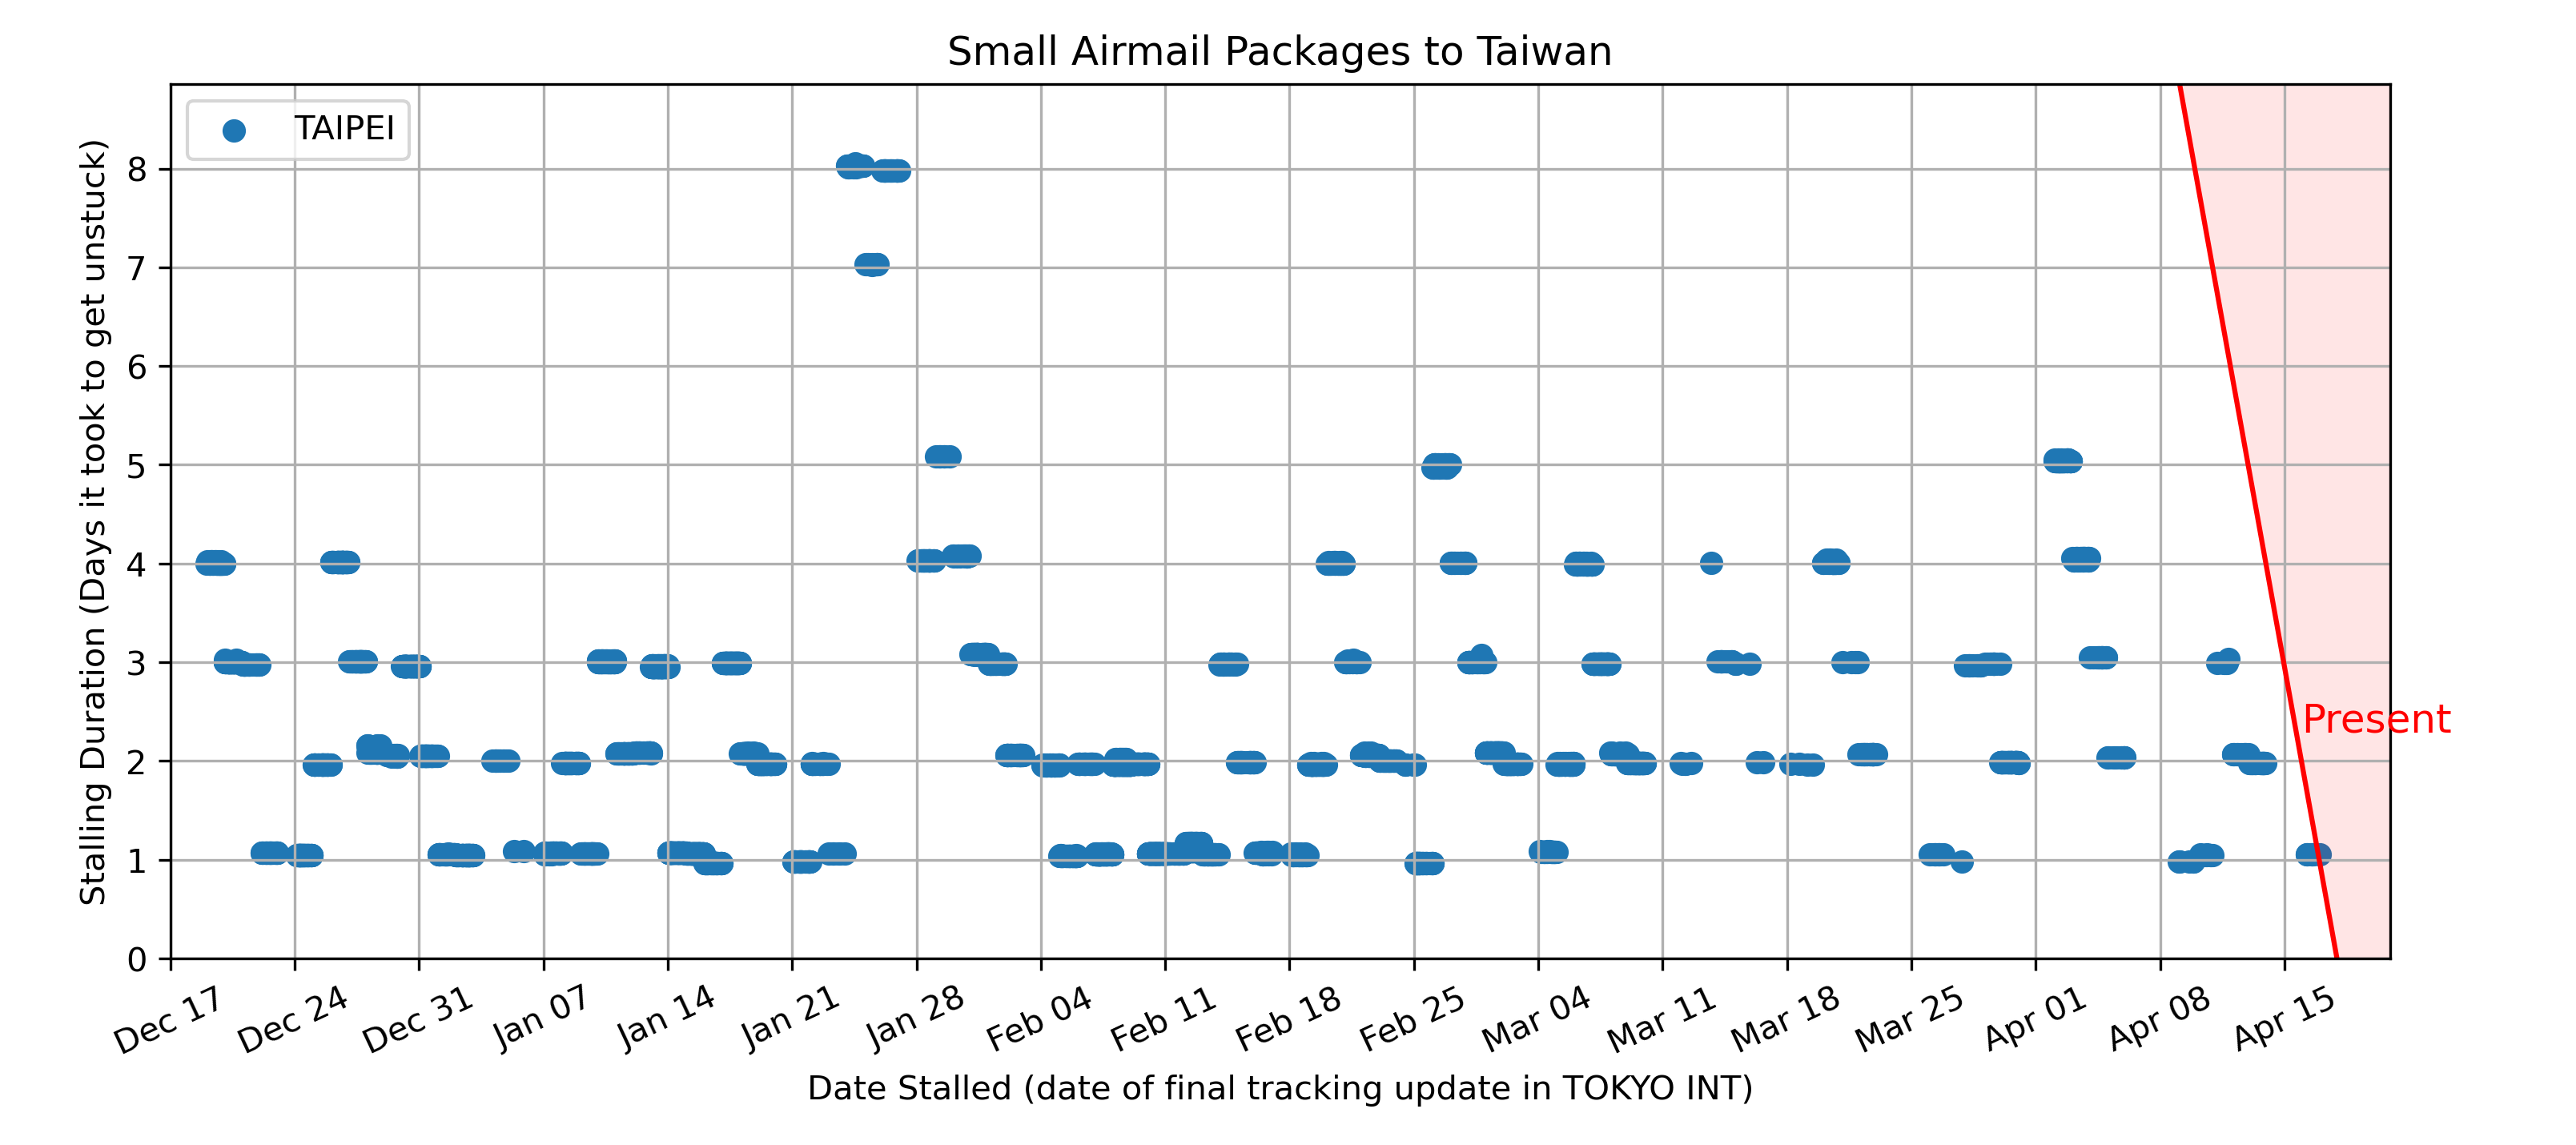 Small Airmail Packages to Taiwan
TAIPEI
Stalling Duration (Days it took to get unstuck)
8
7
6
5
4
3
2
1
0
Present
Dec 17
Dec 24
Dec 31
Jan 07
Jan 14
Jan 21
Jan 28
Feb 04
Feb 11
Feb 18
Feb 25
Mar 04
Mar 11
Mar 18
Mar 25
Apr 01
Apr 08
Apr 15
Date Stalled (date of final tracking update in TOKYO INT)